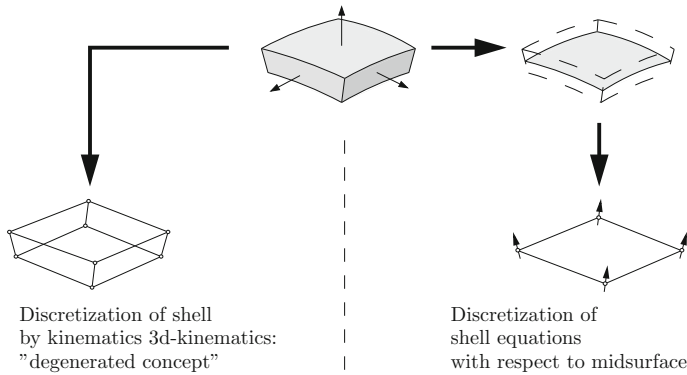 Discretization of shell
by kinematics 3d-kinematics:
”degenerated concept”
Discretization of
shell equations
with respect to midsurface